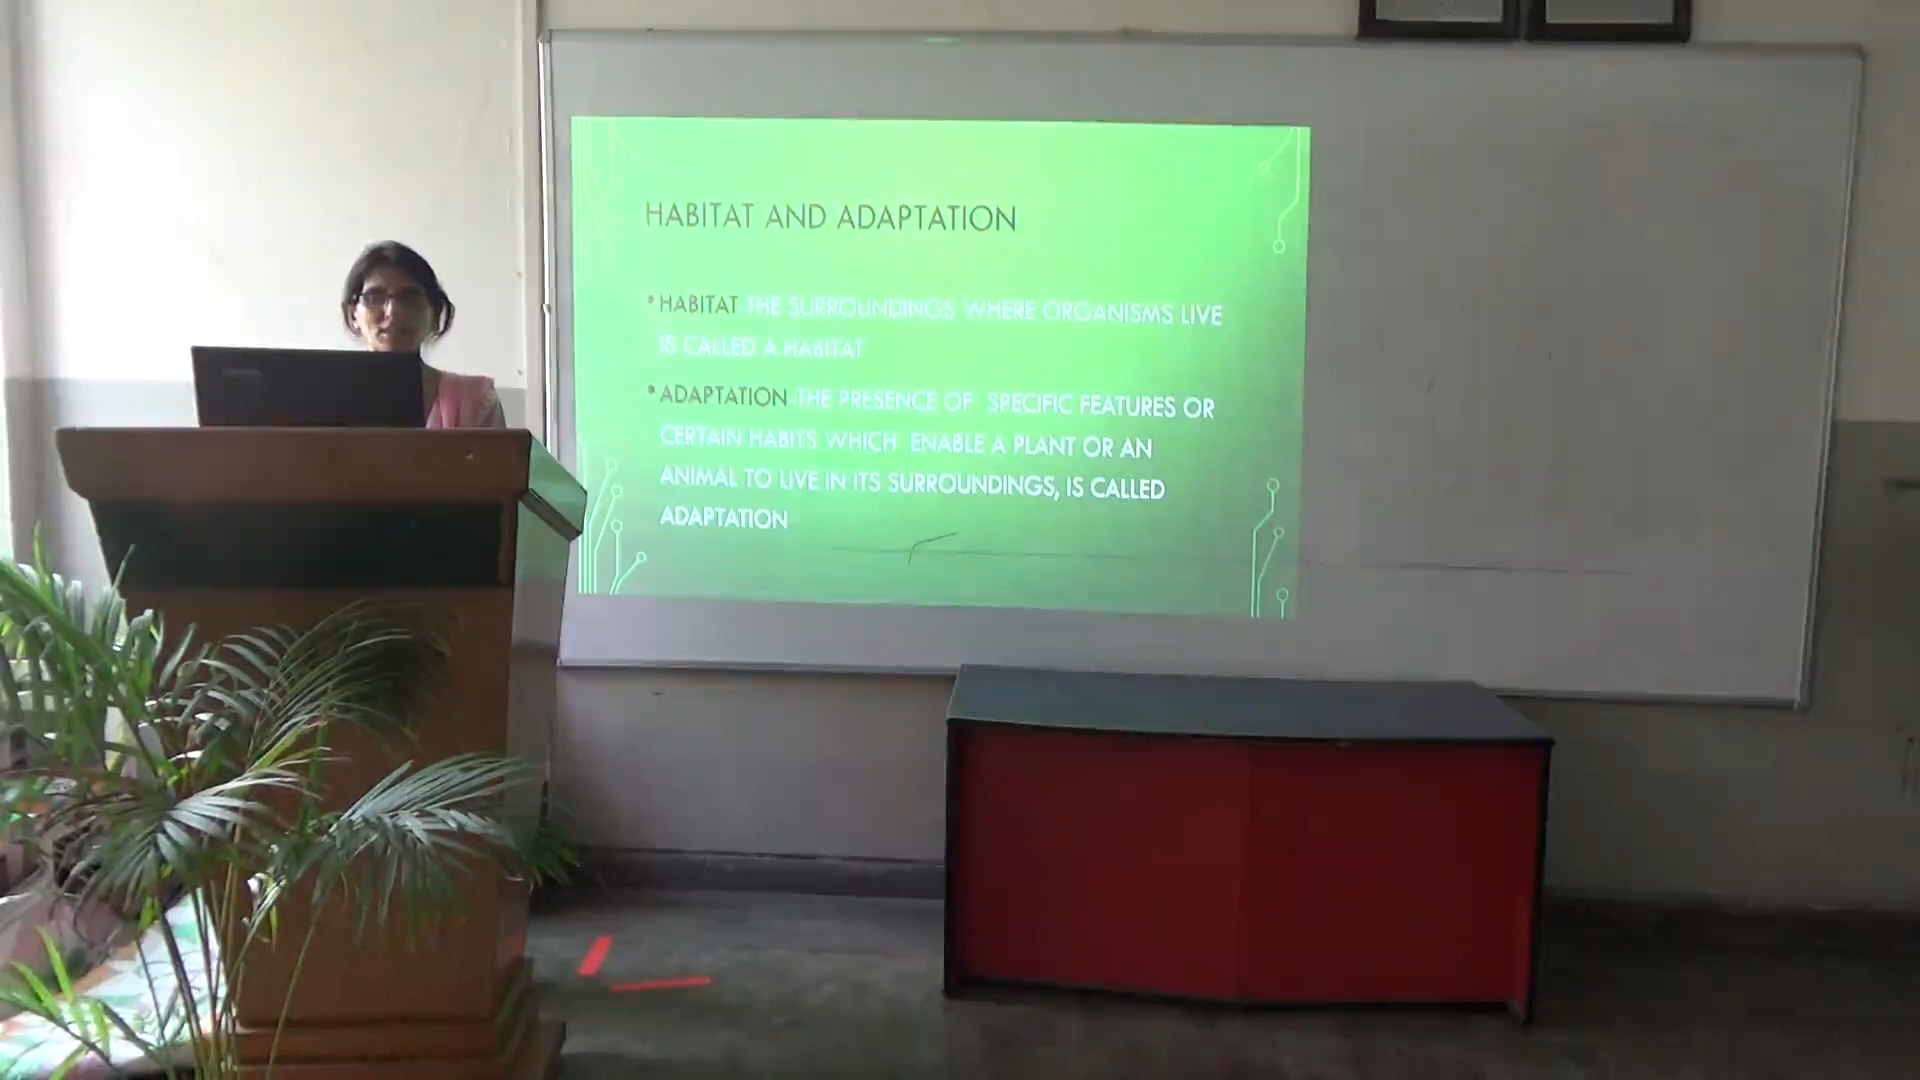 HABITAT AND ADAPTATION
•HABITAT THE SURROUNDINGS WHERE ORGANISMS LIVE
IS CALLED A HABITAT
•ADAPTATION THE PRESENCE OF SPECIFIC FEATURES OR
CERTAIN HABITS WHICH ENABLE A PLANT OR AN
ANIMAL TO LIVE IN ITS SURROUNDINGS, IS CALLED
ADAPTATION